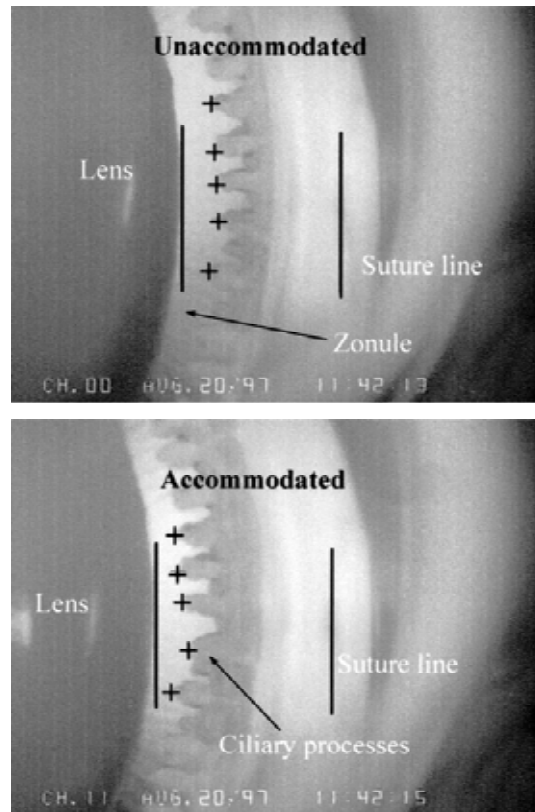 Unaccommodated
Lens
Suture line
Zonule
CH.00 AUG.20/97 11:42:13
Accommodated
Lens
Suture line
Ciliary processes
CH.11 AUG.20/97 11:42:15